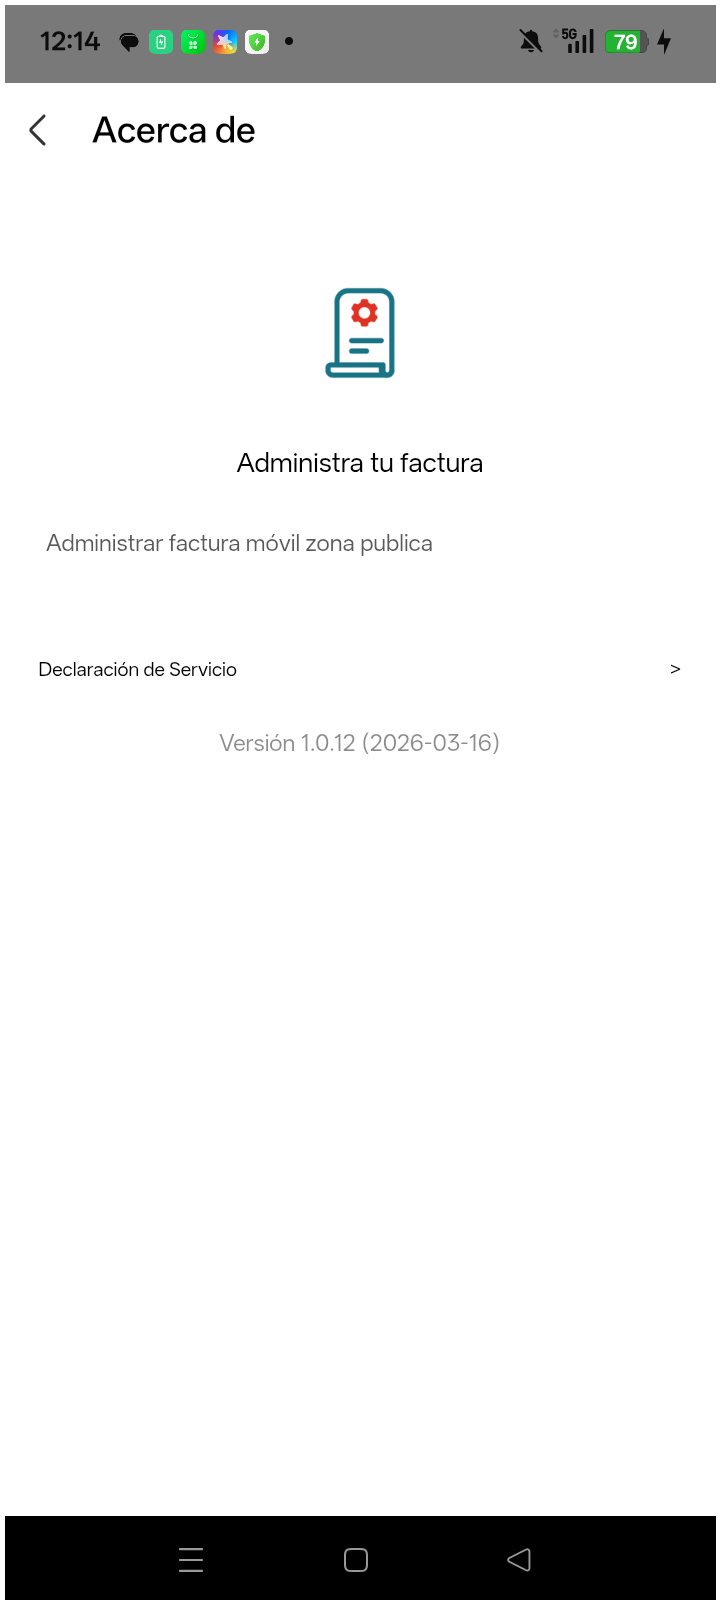 12:14
5G
79
Acerca de
Administra tu factura
Administrar factura móvil zona publica
Declaración de Servicio >
Versión 1.0.12 (2026-03-16)